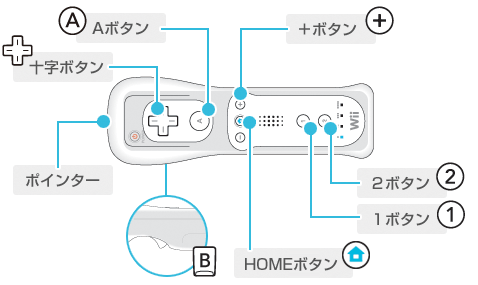 Ⓐ Aボタン
＋ボタン ⊕
十字ボタン
A
Wii
ポインター
2ボタン ②
1ボタン ①
B
HOMEボタン